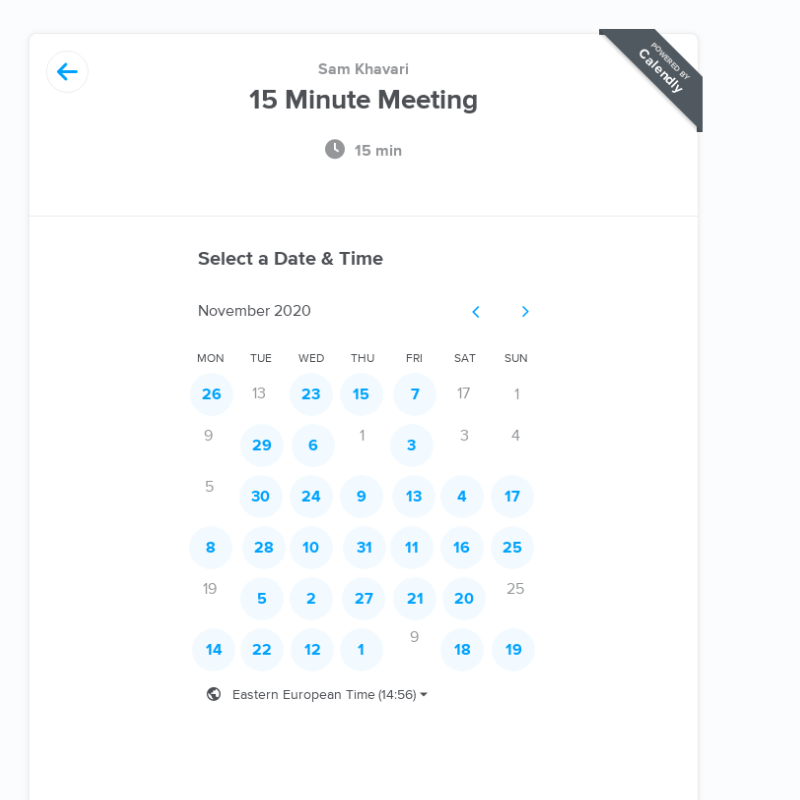 Sam Khavari
15 Minute Meeting
POWERED BY
Calendly
15 min
Select a Date & Time
November 2020
MON TUE WED THU FRI SAT SUN
26 13 23 15 7 17 1
9 29 6 1 3 3 4
5 30 24 9 13 4 17
8 28 10 31 11 16 25
19 5 2 27 21 20 25
14 22 12 1 9 18 19
Eastern European Time (14:56)